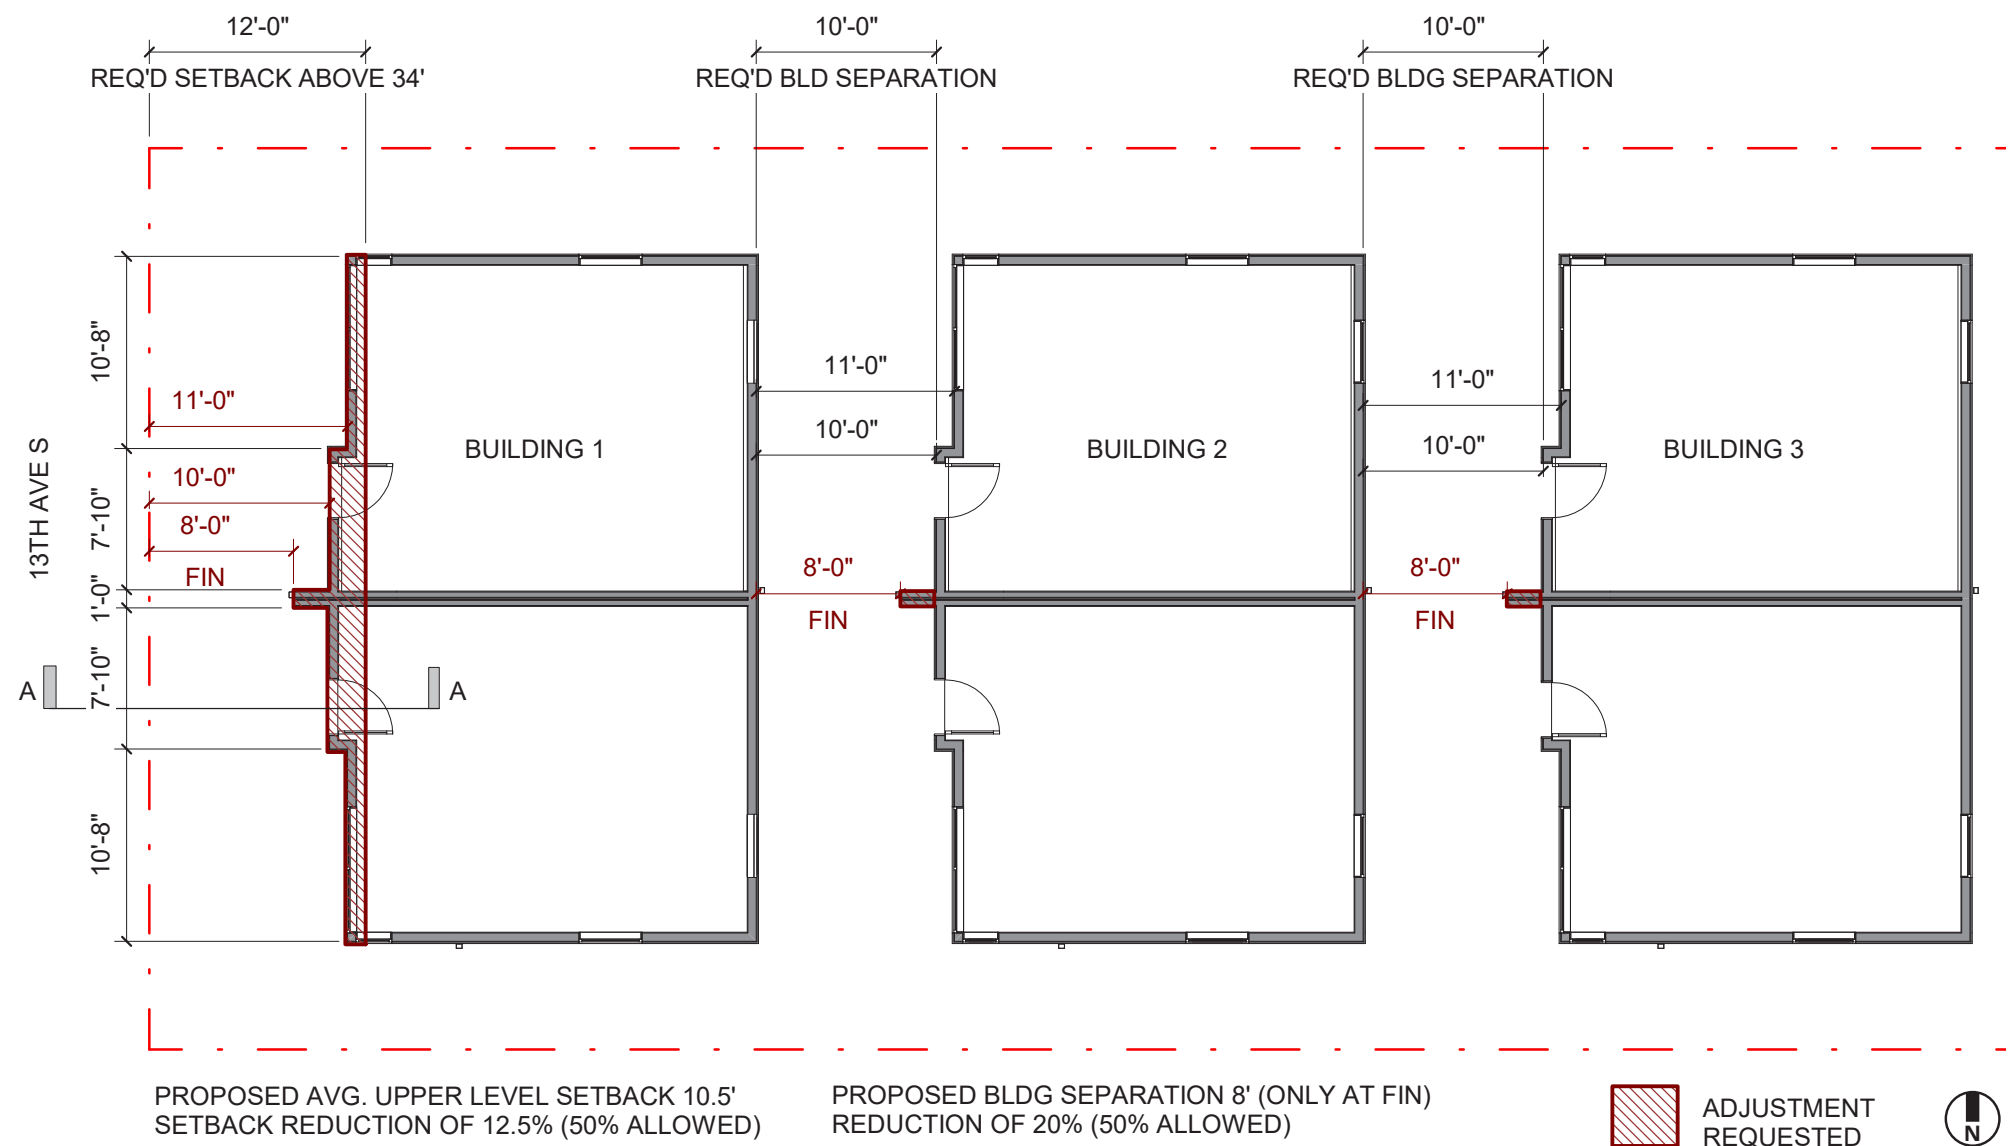 12'-0"
10'-0"
10'-0"
REQ'D SETBACK ABOVE 34'
REQ'D BLD SEPARATION
REQ'D BLDG SEPARATION
13TH AVE S
10'-8"
7'-10"
1'-0"
7'-10"
10'-8"
11'-0"
10'-0"
8'-0"
FIN
BUILDING 1
11'-0"
10'-0"
8'-0"
FIN
BUILDING 2
11'-0"
10'-0"
8'-0"
FIN
BUILDING 3
A
A
PROPOSED AVG. UPPER LEVEL SETBACK 10.5'
SETBACK REDUCTION OF 12.5% (50% ALLOWED)
PROPOSED BLDG SEPARATION 8' (ONLY AT FIN)
REDUCTION OF 20% (50% ALLOWED)
ADJUSTMENT
REQUESTED
N